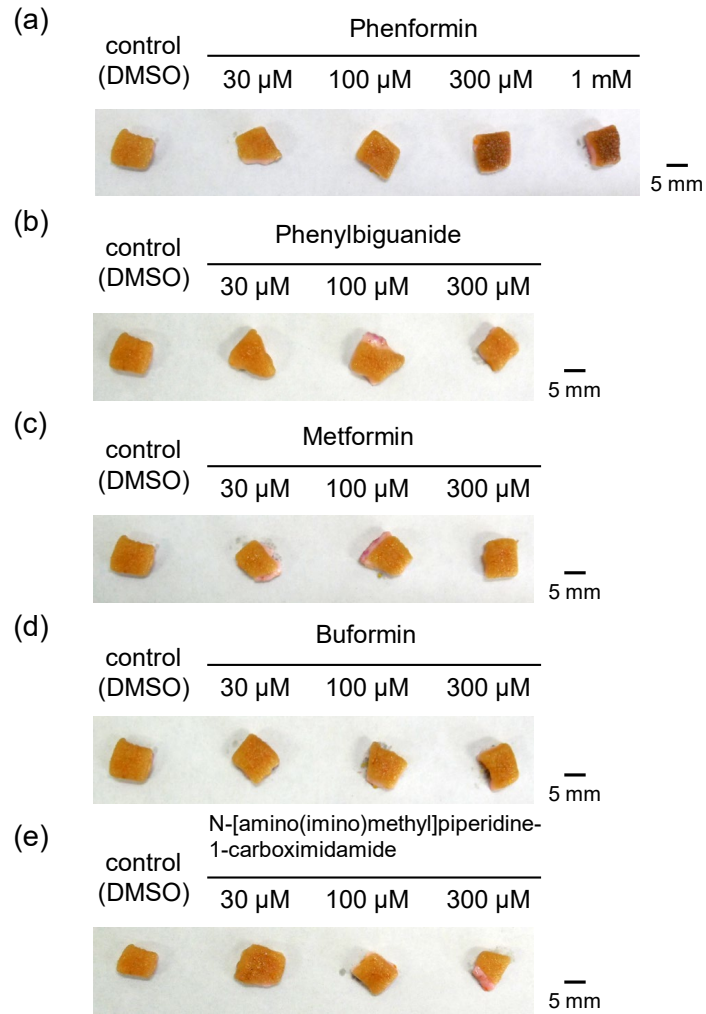 (a)
Phenformin
control
(DMSO)
30 µM 100 µM 300 µM 1 mM
5 mm
(b)
Phenylbiguanide
control
(DMSO)
30 µM 100 µM 300 µM
5 mm
(c)
Metformin
control
(DMSO)
30 µM 100 µM 300 µM
5 mm
(d)
Buformin
control
(DMSO)
30 µM 100 µM 300 µM
5 mm
(e)
N-[amino(imino)methyl]piperidine-
1-carboximidamide
control
(DMSO)
30 µM 100 µM 300 µM
5 mm